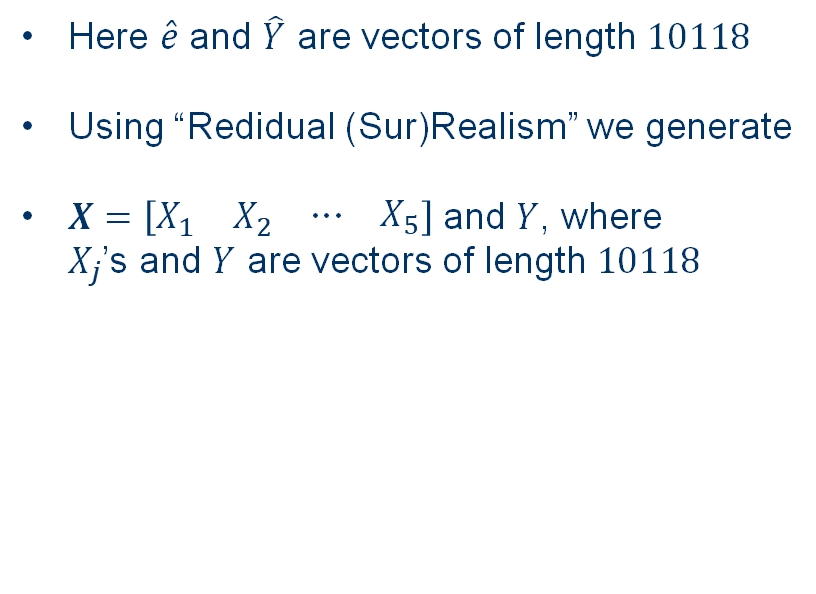 • Here ê and Ŷ are vectors of length 10118
• Using “Redidual (Sur)Realism” we generate
• X = [X₁ X₂ ⋯ X₅] and Y, where
Xⱼ’s and Y are vectors of length 10118